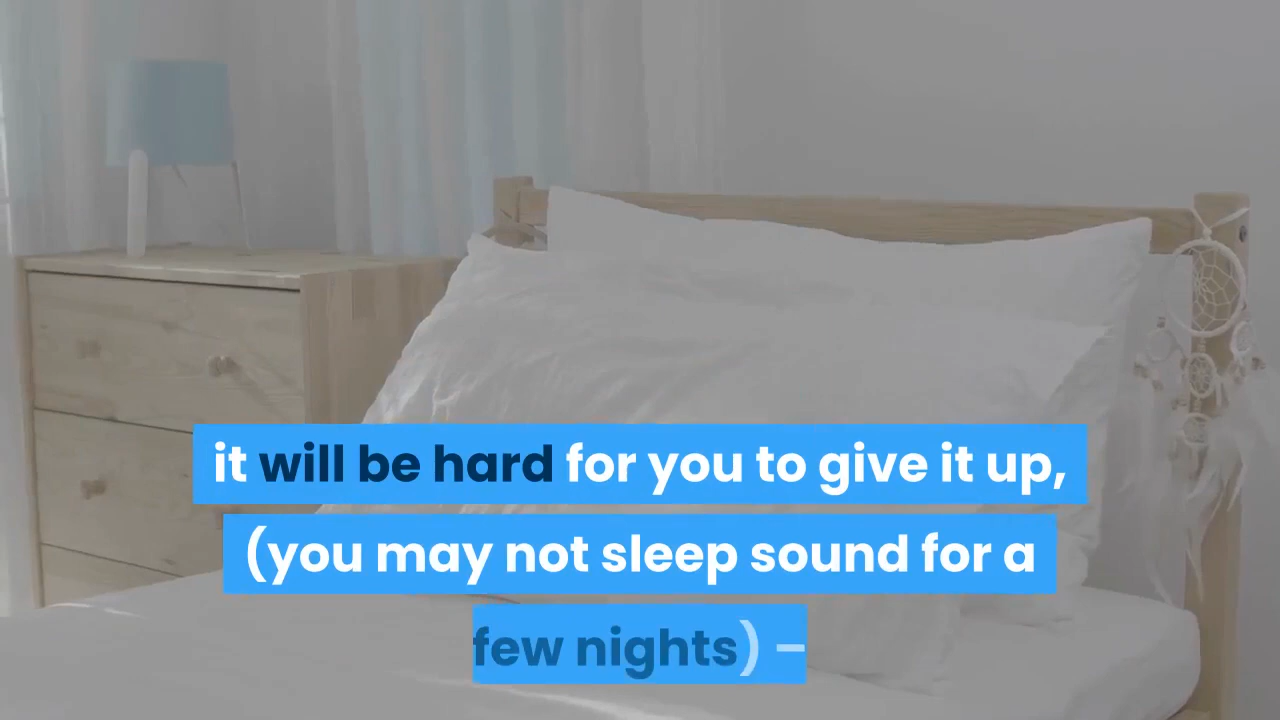 it will be hard for you to give it up,
(you may not sleep sound for a
few nights) –